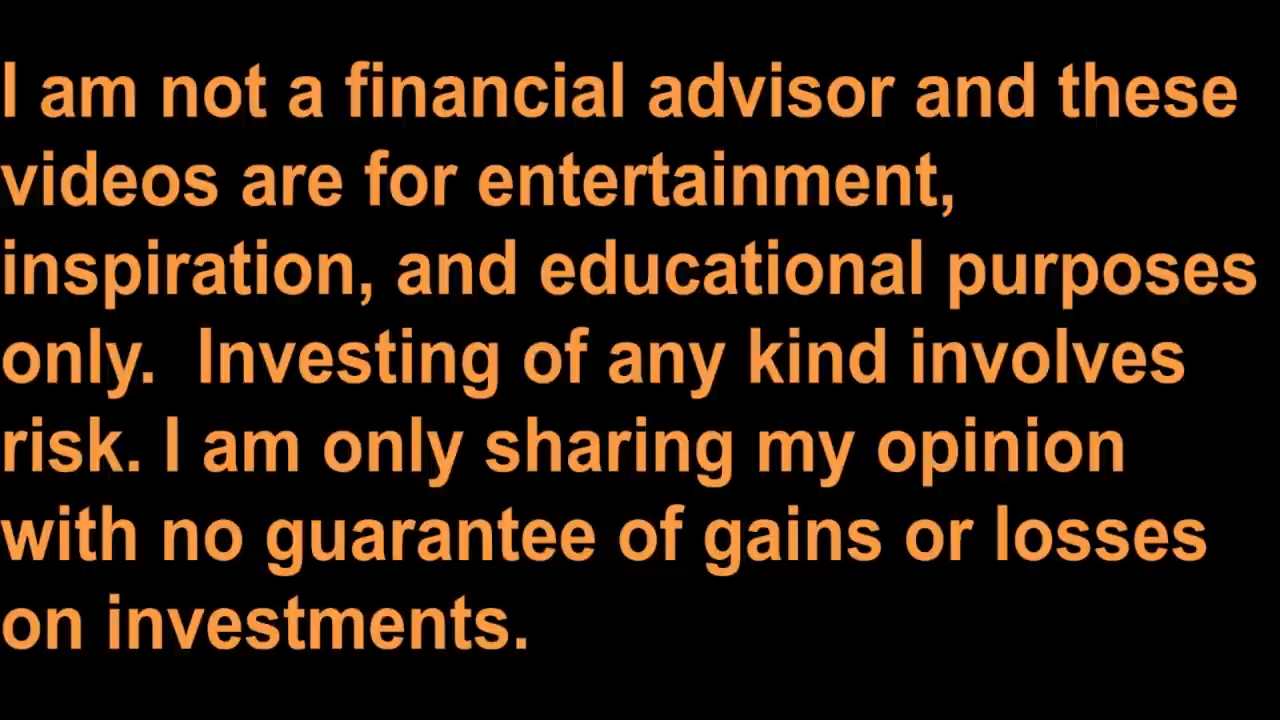 I am not a financial advisor and these
videos are for entertainment,
inspiration, and educational purposes
only.  Investing of any kind involves
risk. I am only sharing my opinion
with no guarantee of gains or losses
on investments.